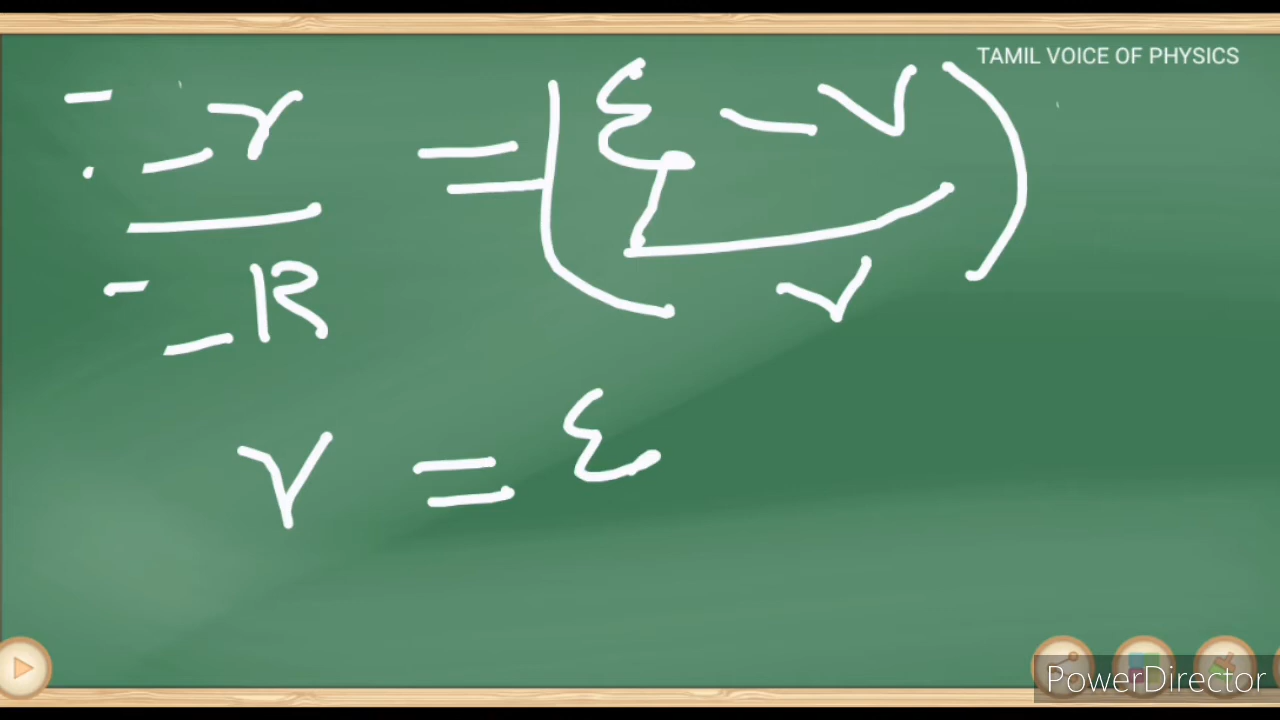 TAMIL VOICE OF PHYSICS
- -r / - -R = (ξ - V / V)
r = ξ
PowerDirector